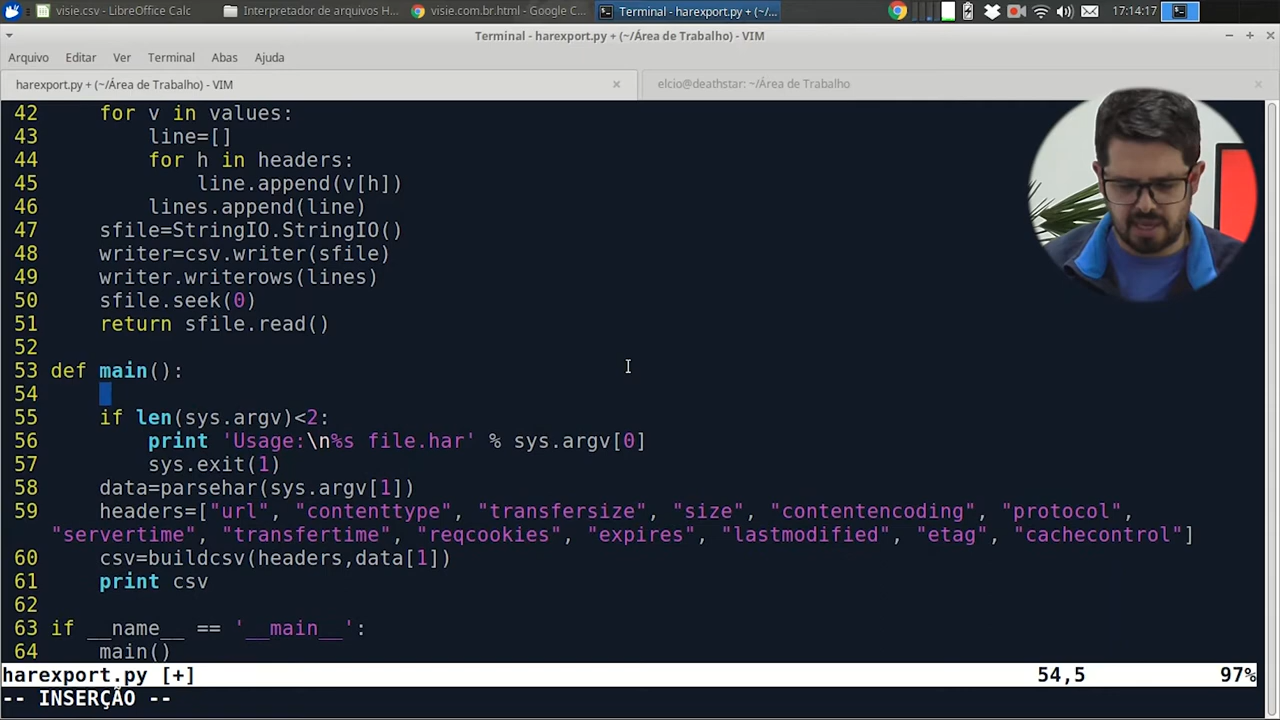 visie.csv - LibreOffice Calc
Interpretador de arquivos H...
visie.com.br.html - Google C...
Terminal - harexport.py + (~/...
17:14:17
Terminal - harexport.py + (~/Área de Trabalho) - VIM
Arquivo Editar Ver Terminal Abas Ajuda
harexport.py + (~/Área de Trabalho) - VIM
elcio@deathstar: ~/Área de Trabalho
42     for v in values:
43         line=[]
44         for h in headers:
45             line.append(v[h])
46         lines.append(line)
47     sfile=StringIO.StringIO()
48     writer=csv.writer(sfile)
49     writer.writerows(lines)
50     sfile.seek(0)
51     return sfile.read()
52
53 def main():
54
55     if len(sys.argv)<2:
56         print 'Usage:\n%s file.har' % sys.argv[0]
57         sys.exit(1)
58     data=parsehar(sys.argv[1])
59     headers=["url", "contenttype", "transfersize", "size", "contentencoding", "protocol",
"servertime", "transfertime", "reqcookies", "expires", "lastmodified", "etag", "cachecontrol"]
60     csv=buildcsv(headers,data[1])
61     print csv
62
63 if __name__ == '__main__':
64     main()
harexport.py [+] 54,5 97%
-- INSERÇÃO --